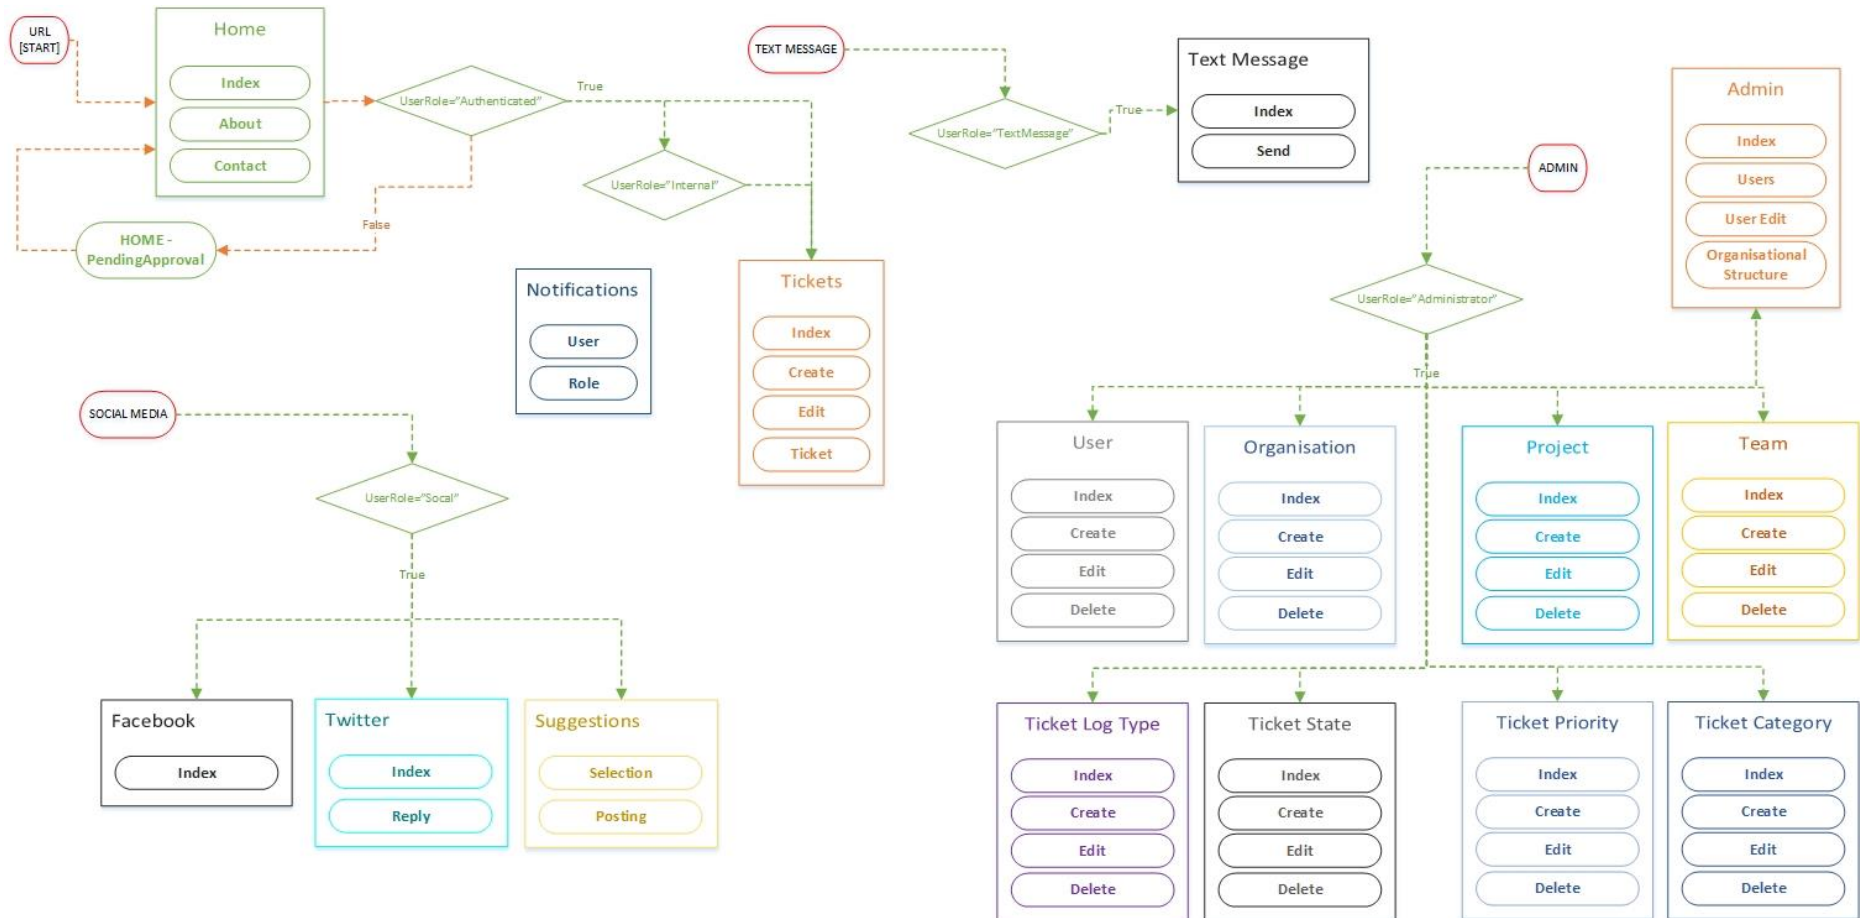 URL
[START]
Home
Index
About
Contact
UserRole="Authenticated"
True
UserRole="Internal"
False
HOME -
PendingApproval
Notifications
User
Role
Tickets
Index
Create
Edit
Ticket
TEXT MESSAGE
UserRole="TextMessage"
True
Text Message
Index
Send
ADMIN
UserRole="Administrator"
True
Admin
Index
Users
User Edit
Organisational
Structure
SOCIAL MEDIA
UserRole="Socal"
True
Facebook
Index
Twitter
Index
Reply
Suggestions
Selection
Posting
User
Index
Create
Edit
Delete
Organisation
Index
Create
Edit
Delete
Project
Index
Create
Edit
Delete
Team
Index
Create
Edit
Delete
Ticket Log Type
Index
Create
Edit
Delete
Ticket State
Index
Create
Edit
Delete
Ticket Priority
Index
Create
Edit
Delete
Ticket Category
Index
Create
Edit
Delete